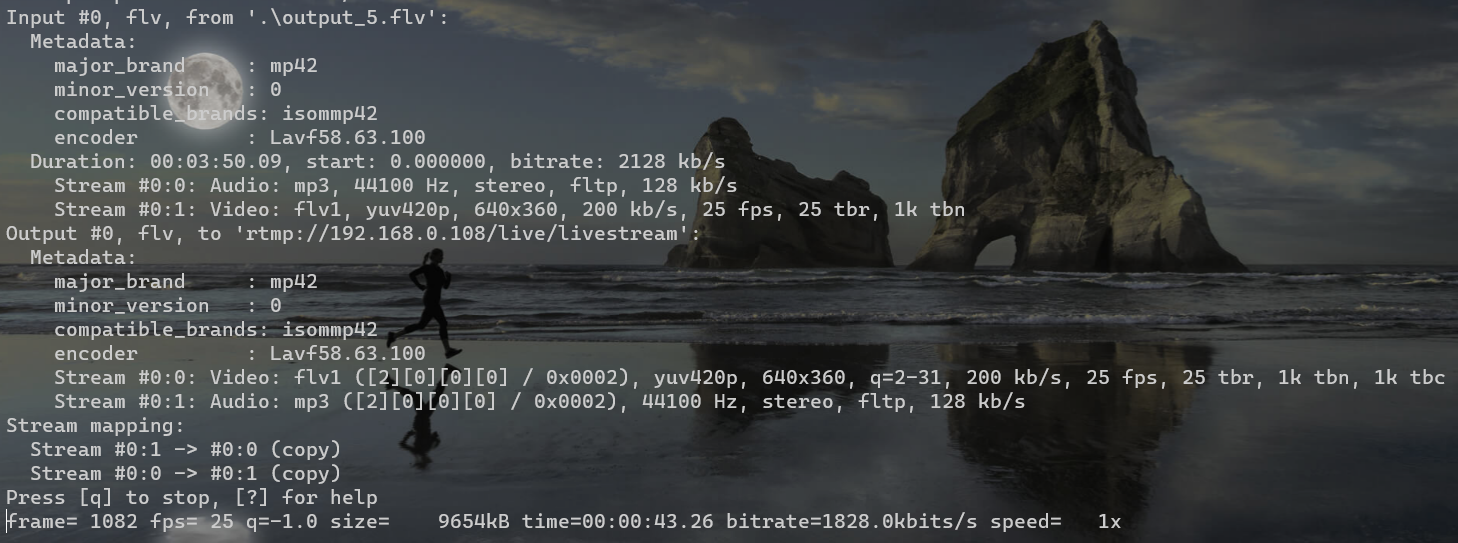 Input #0, flv, from '.\output_5.flv':
  Metadata:
    major_brand     : mp42
    minor_version   : 0
    compatible_brands: isommp42
    encoder         : Lavf58.63.100
  Duration: 00:03:50.09, start: 0.000000, bitrate: 2128 kb/s
    Stream #0:0: Audio: mp3, 44100 Hz, stereo, fltp, 128 kb/s
    Stream #0:1: Video: flv1, yuv420p, 640x360, 200 kb/s, 25 fps, 25 tbr, 1k tbn
Output #0, flv, to 'rtmp://192.168.0.108/live/livestream':
  Metadata:
    major_brand     : mp42
    minor_version   : 0
    compatible_brands: isommp42
    encoder         : Lavf58.63.100
    Stream #0:0: Video: flv1 ([2][0][0][0] / 0x0002), yuv420p, 640x360, q=2-31, 200 kb/s, 25 fps, 25 tbr, 1k tbn, 1k tbc
    Stream #0:1: Audio: mp3 ([2][0][0][0] / 0x0002), 44100 Hz, stereo, fltp, 128 kb/s
Stream mapping:
  Stream #0:1 -> #0:0 (copy)
  Stream #0:0 -> #0:1 (copy)
Press [q] to stop, [?] for help
frame= 1082 fps= 25 q=-1.0 size=    9654kB time=00:00:43.26 bitrate=1828.0kbits/s speed=   1x